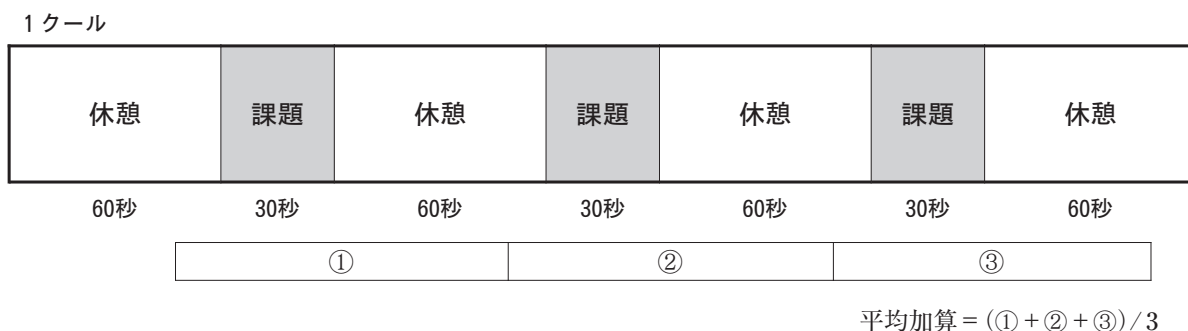 1クール
休憩 課題 休憩 課題 休憩 課題 休憩
60秒 30秒 60秒 30秒 60秒 30秒 60秒
① ② ③
平均加算 = (① + ② + ③) / 3